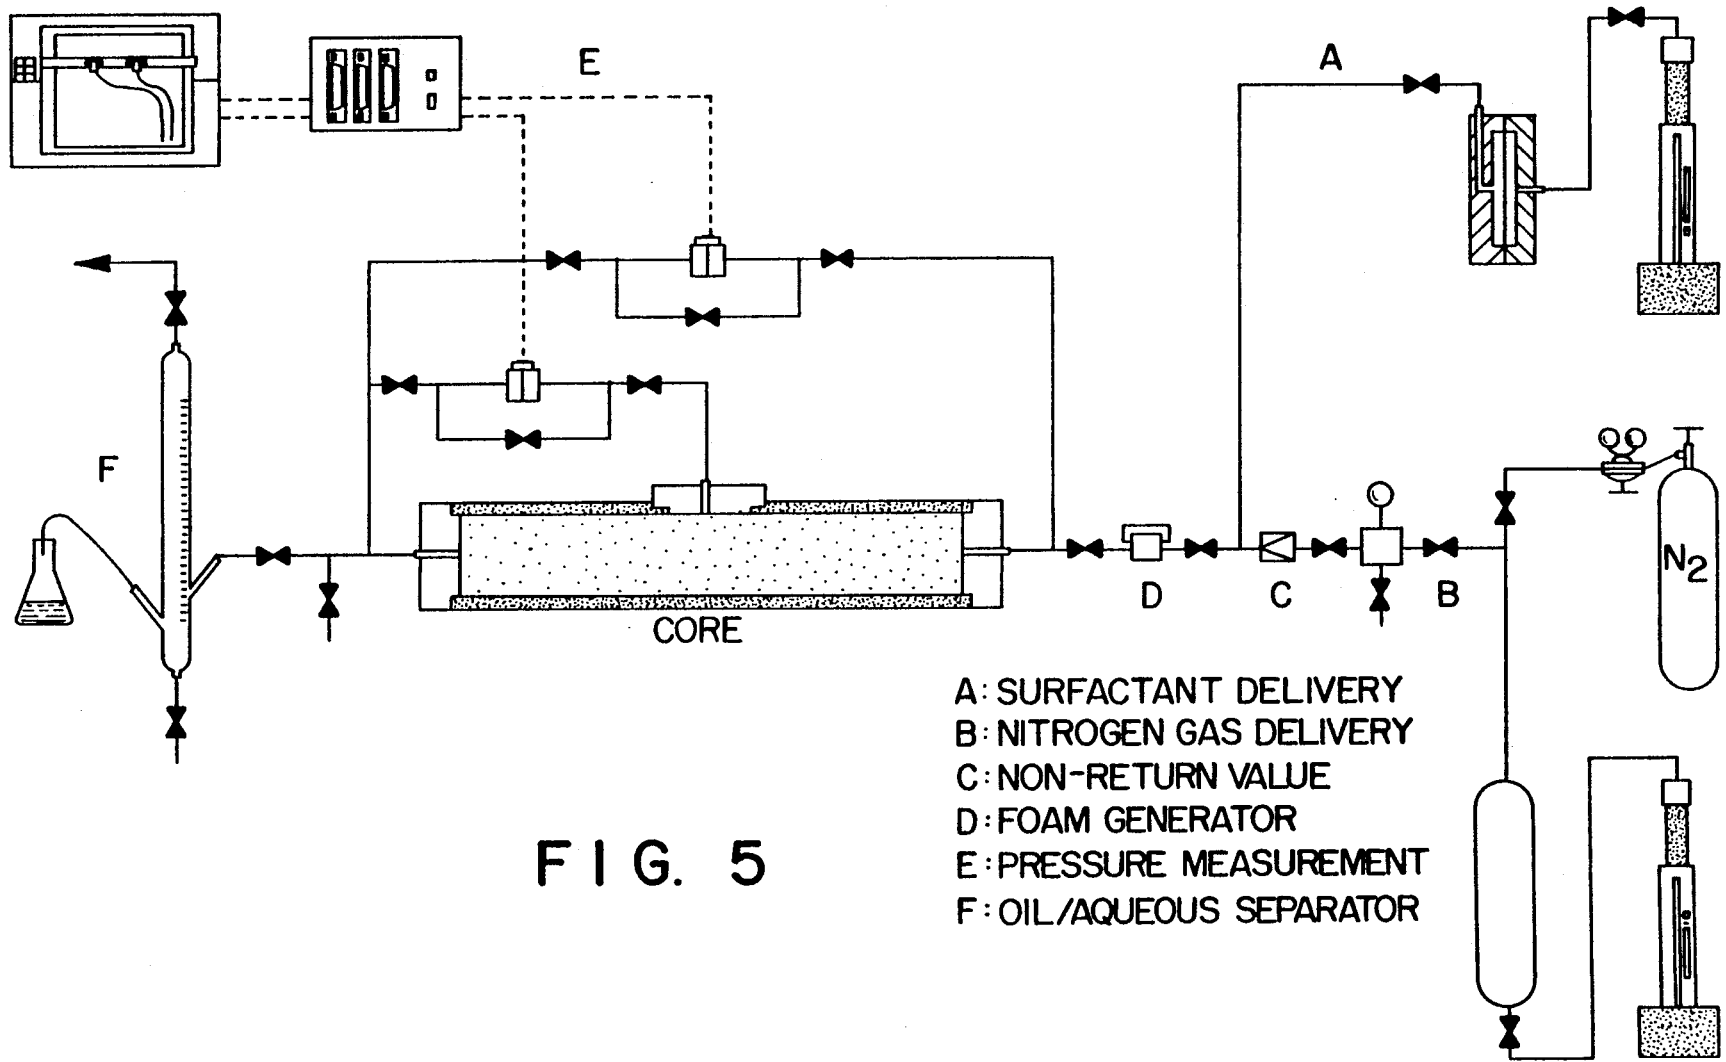 E
A
F
N2
D
C
B
CORE
A: SURFACTANT DELIVERY
B: NITROGEN GAS DELIVERY
C: NON-RETURN VALUE
D: FOAM GENERATOR
E: PRESSURE MEASUREMENT
F: OIL/AQUEOUS SEPARATOR
FIG. 5